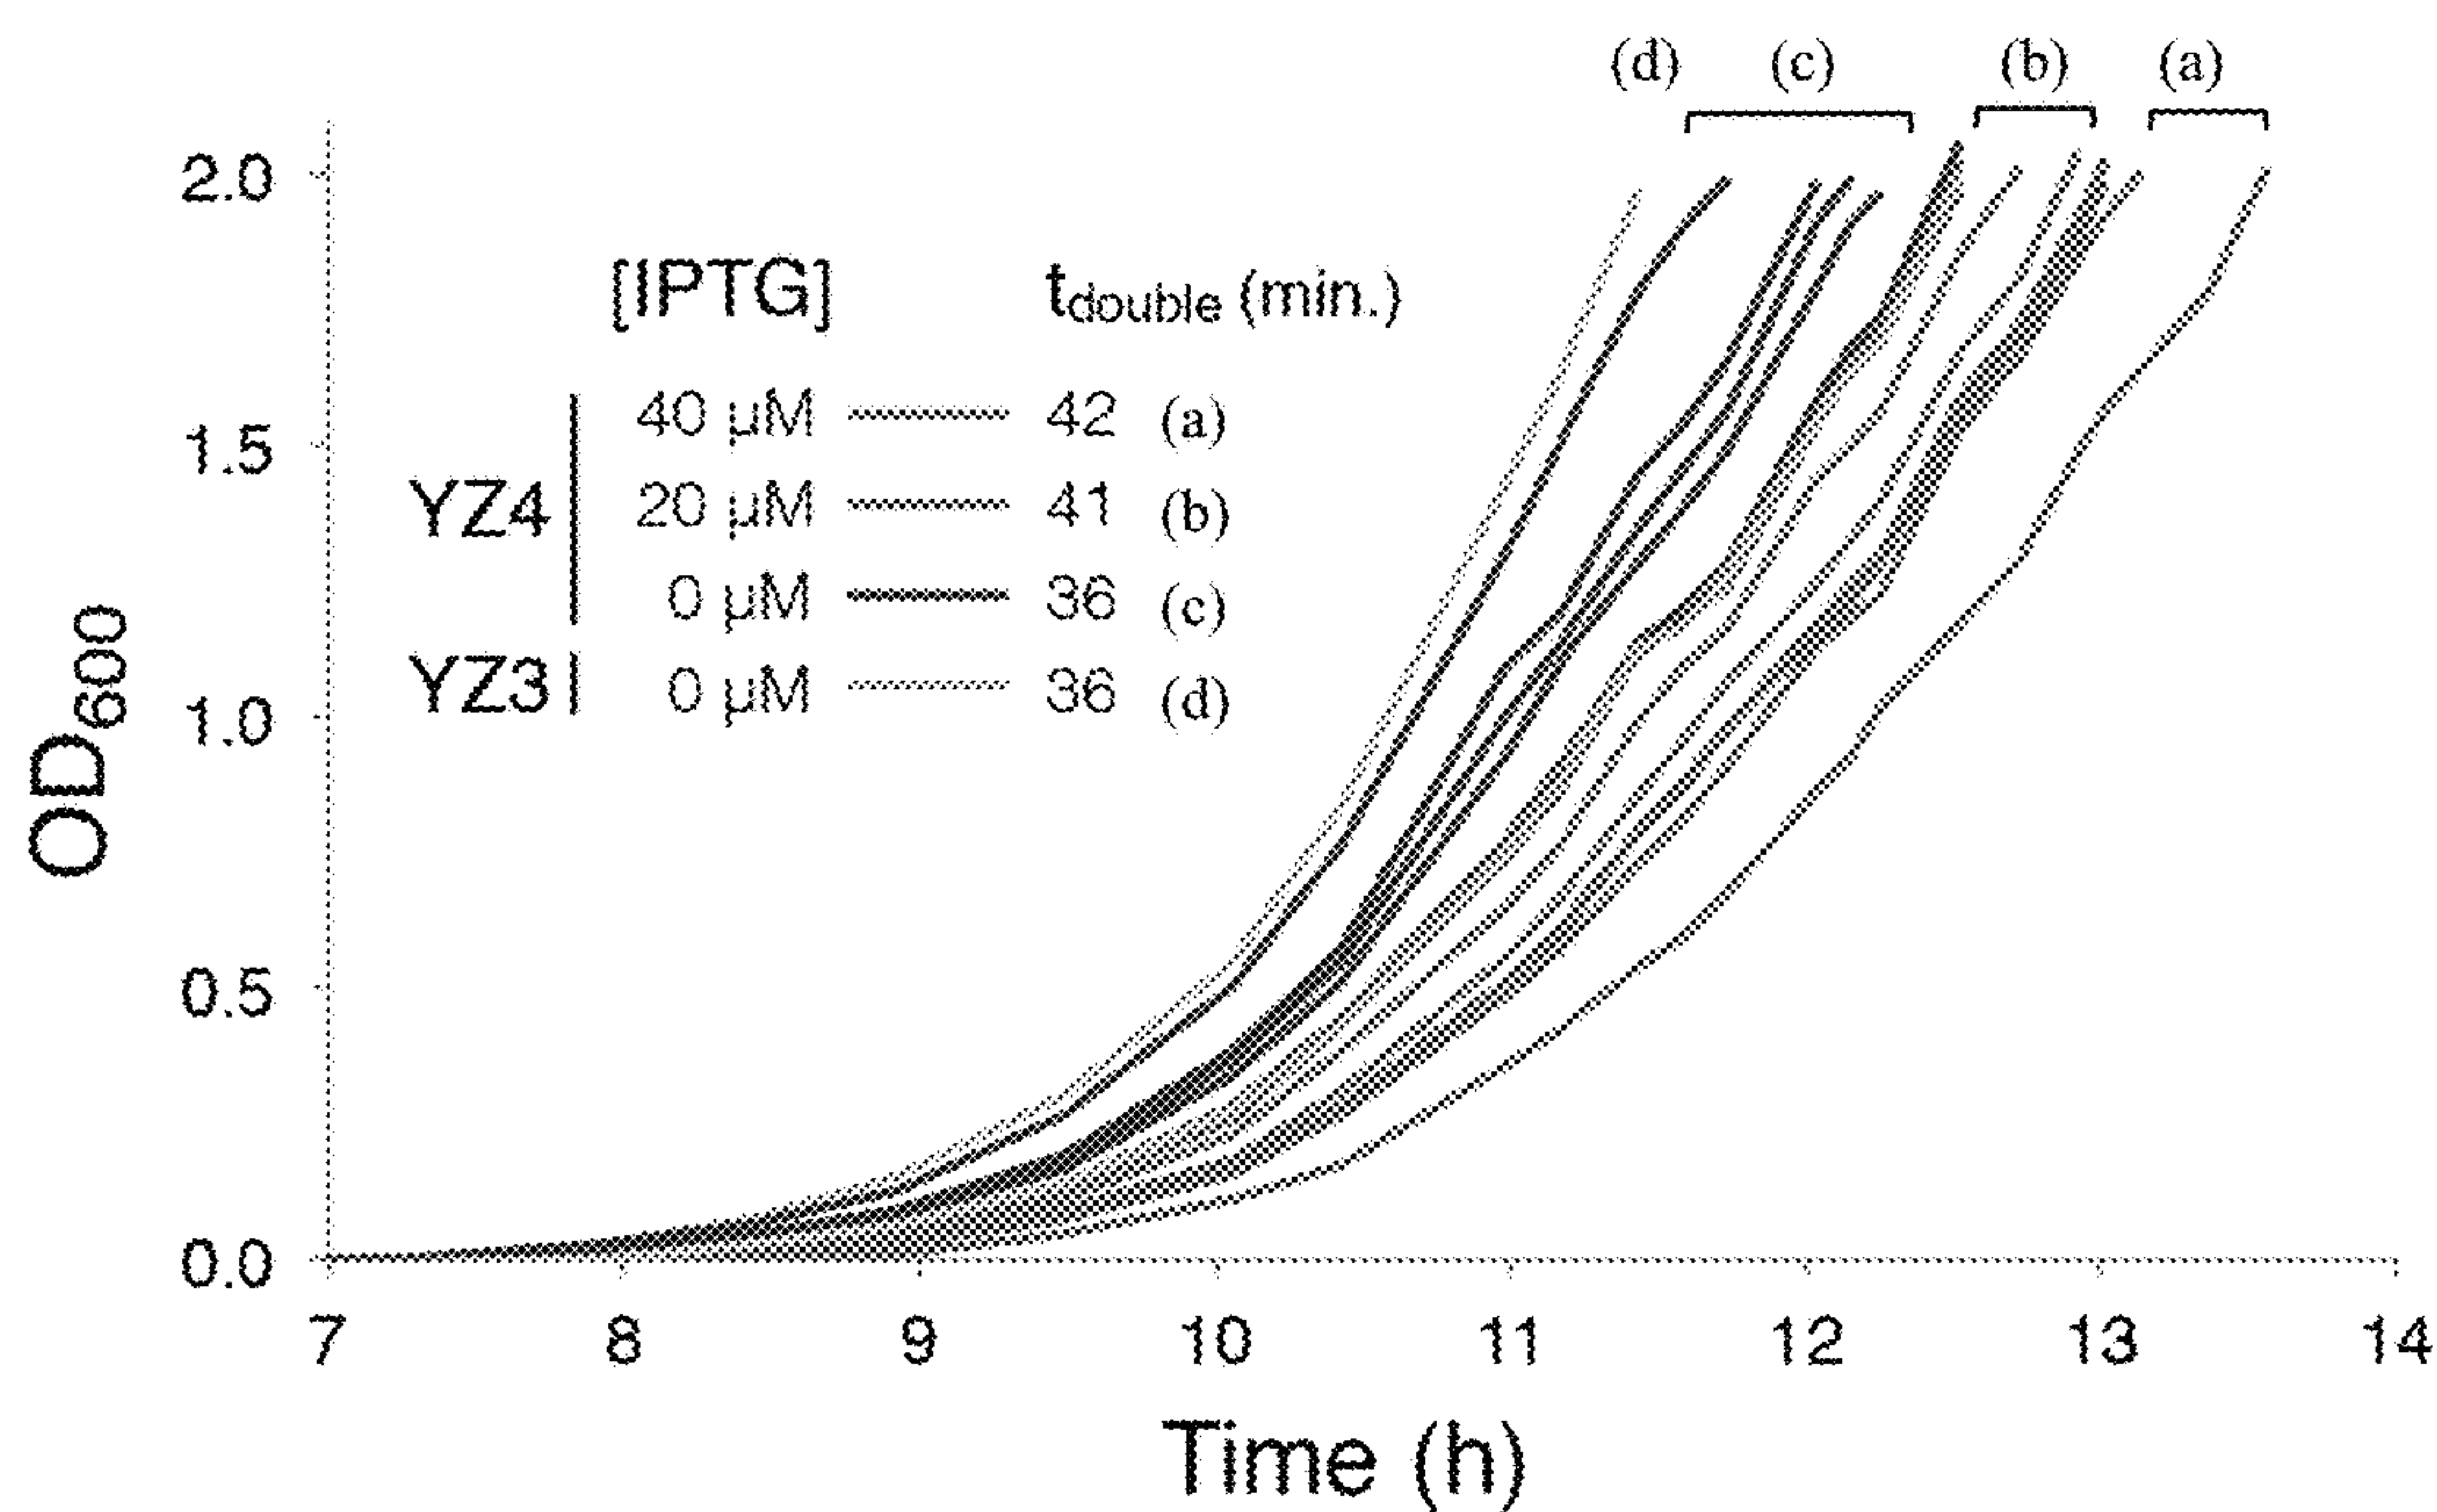 (d) (c) (b) (a)
2.0
[IPTG] tdouble (min.)
40 µM 42 (a)
1.5
YZ4 20 µM 41 (b)
0 µM 36 (c)
YZ3 0 µM 36 (d)
1.0
OD600
0.5
0.0
7 8 9 10 11 12 13 14
Time (h)